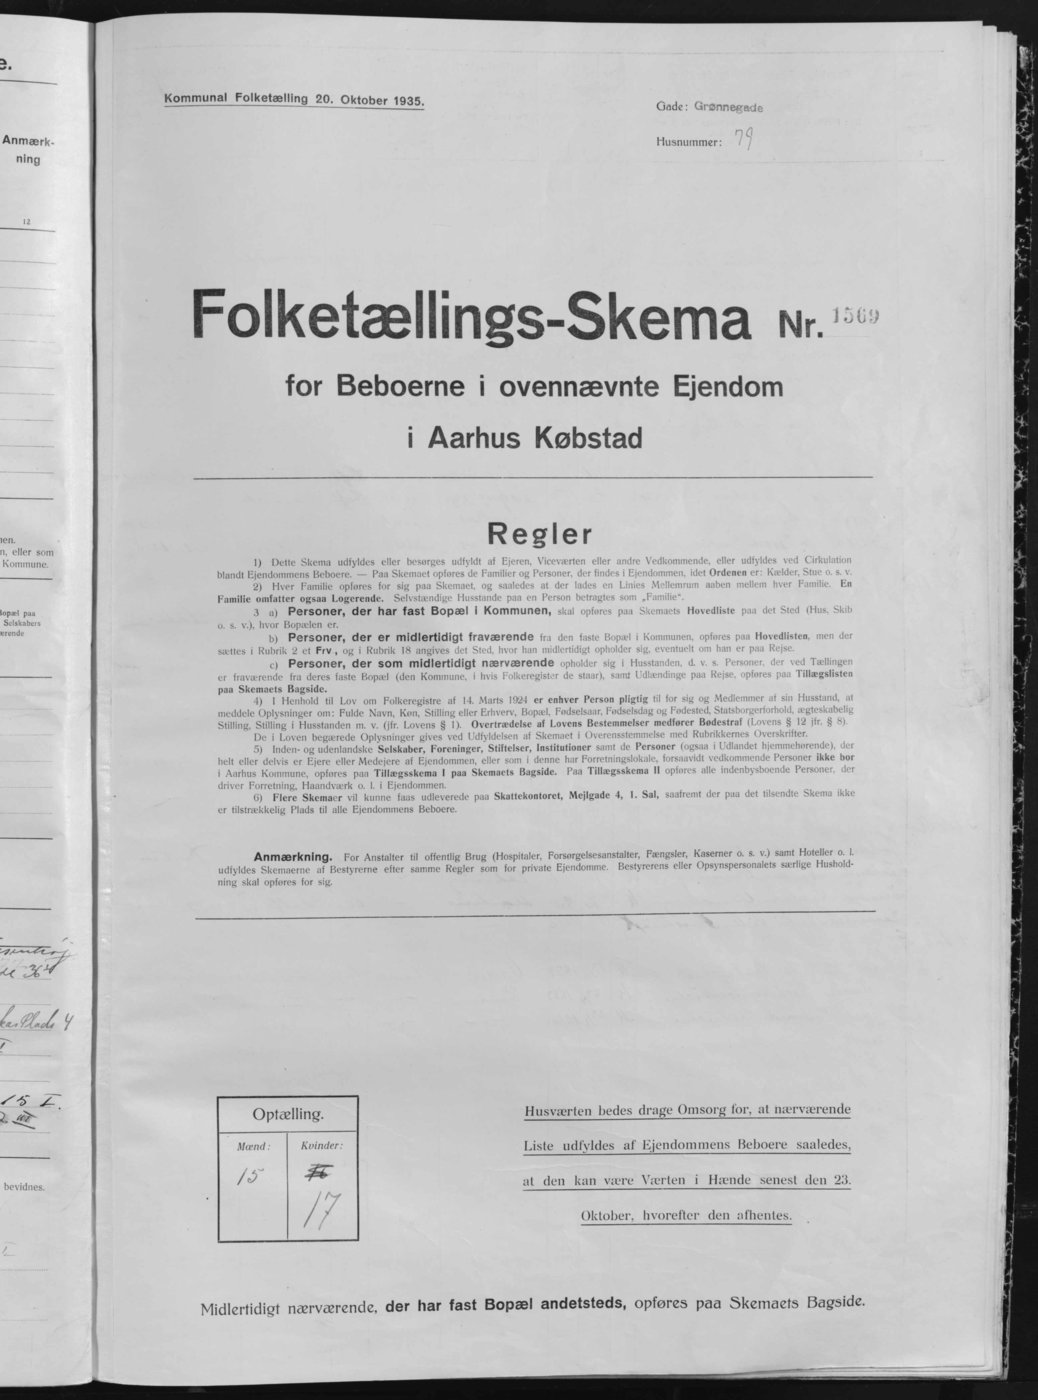 e.
Anmærk-
ning
12
n, eller som
Kommune.
Bopæl paa
Selskabers
Plads 4
15 I.
bevidnes.
Kommunal Folketælling 20. Oktober 1935.
Gade: Grønnegade
Husnummer: 79
Folketællings-Skema Nr. 1569
for Beboerne i ovennævnte Ejendom
i Aarhus Købstad
Regler
1) Dette Skema udfyldes eller besørges udfyldt af Ejeren, Viceværten eller andre Vedkommende, eller udfyldes ved Cirkulation
blandt Ejendommens Beboere. — Paa Skemaet opføres de Familier og Personer, der findes i Ejendommen, idet Ordenen er: Kælder, Stue o. s. v.
2) Hver Familie opføres for sig paa Skemaet, og saaledes at der lades en Linies Mellemrum aaben mellem hver Familie. En
Familie omfatter ogsaa Logerende. Selvstændige Husstande paa en Person betragtes som „Familie“.
3 a) Personer, der har fast Bopæl i Kommunen, skal opføres paa Skemaets Hovedliste paa det Sted (Hus, Skib
o. s. v.), hvor Bopælen er.
b) Personer, der er midlertidigt fraværende fra den faste Bopæl i Kommunen, opføres paa Hovedlisten, men der
sættes i Rubrik 2 et Frv., og i Rubrik 18 angives det Sted, hvor han midlertidigt opholder sig, eventuelt om han er paa Rejse.
c) Personer, der som midlertidigt nærværende opholder sig i Husstanden, d. v. s. Personer, der ved Tællingen
er fraværende fra deres faste Bopæl (den Kommune, i hvis Folkeregister de staar), samt Udlændinge paa Rejse, opføres paa Tillægslisten
paa Skemaets Bagside.
4) I Henhold til Lov om Folkeregistre af 14. Marts 1924 er enhver Person pligtig til for sig og Medlemmer af sin Husstand, at
meddele Oplysninger om: Fulde Navn, Køn, Stilling eller Erhverv, Bopæl, Fødselsaar, Fødselsdag og Fødested, Statsborgerforhold, ægteskabelig
Stilling, Stilling i Husstanden m. v. (jfr. Lovens § 1). Overtrædelse af Lovens Bestemmelser medfører Bødestraf (Lovens § 12 jfr. § 8).
De i Loven begærede Oplysninger gives ved Udfyldelsen af Skemaet i Overensstemmelse med Rubrikkernes Overskrifter.
5) Inden- og udenlandske Selskaber, Foreninger, Stiftelser, Institutioner samt de Personer (ogsaa i Udlandet hjemmehørende), der
helt eller delvis er Ejere eller Medejere af Ejendommen, eller som i denne har Forretningslokale, forsaavidt vedkommende Personer ikke bor
i Aarhus Kommune, opføres paa Tillægsskema I paa Skemaets Bagside. Paa Tillægsskema II opføres alle indenbysboende Personer, der
driver Forretning, Haandværk o. l. i Ejendommen.
6) Flere Skemaer vil kunne faas udleverede paa Skattekontoret, Mejlgade 4, 1. Sal, saafremt der paa det tilsendte Skema ikke
er tilstrækkelig Plads til alle Ejendommens Beboere.
Anmærkning. For Anstalter til offentlig Brug (Hospitaler, Forsørgelsesanstalter, Fængsler, Kaserner o. s. v.) samt Hoteller o. l.
udfyldes Skemaerne af Bestyrerne efter samme Regler som for private Ejendomme. Bestyrerens eller Opsynspersonalets særlige Hushold-
ning skal opføres for sig.
Optælling.
Mænd: Kvinder:
15 16
17
Husværten bedes drage Omsorg for, at nærværende
Liste udfyldes af Ejendommens Beboere saaledes,
at den kan være Værten i Hænde senest den 23.
Oktober, hvorefter den afhentes.
Midlertidigt nærværende, der har fast Bopæl andetsteds, opføres paa Skemaets Bagside.